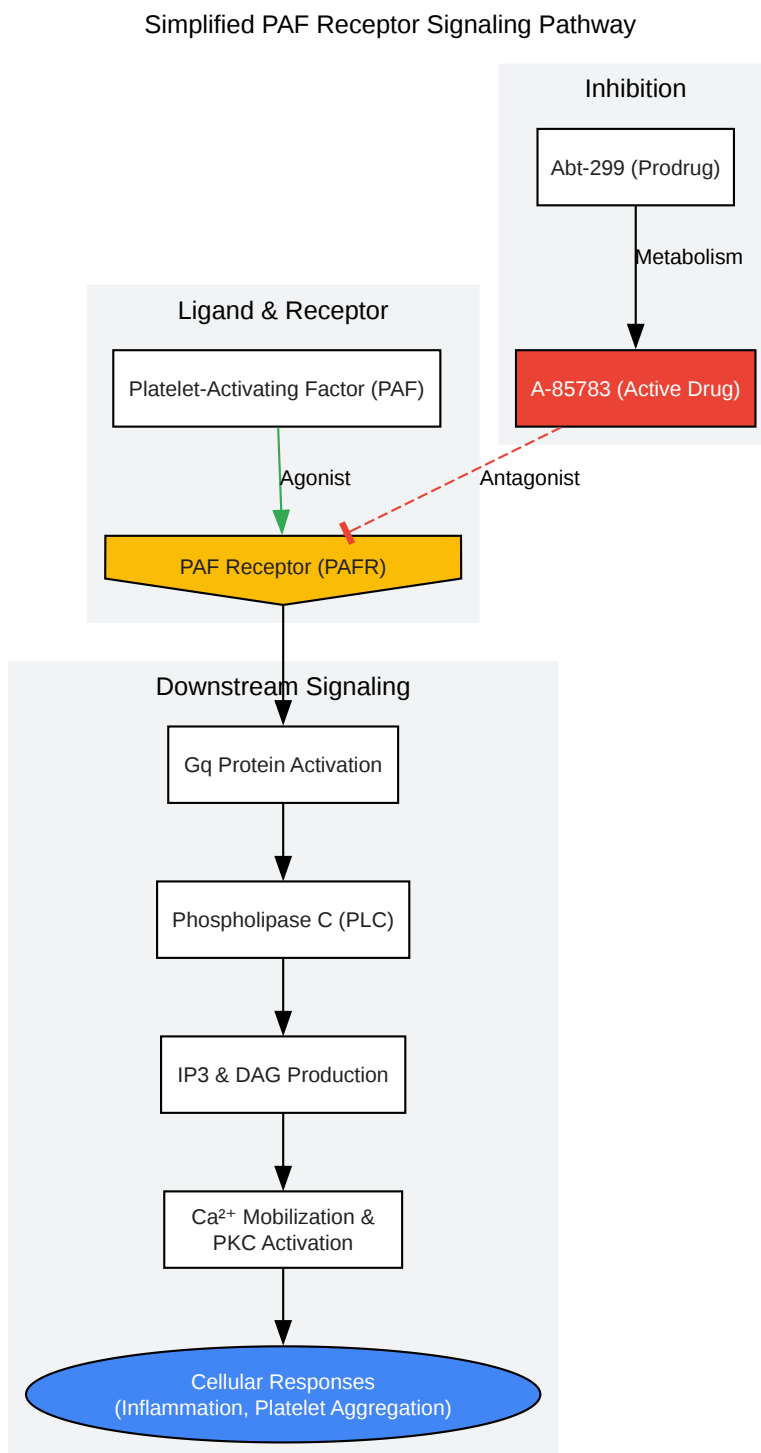 Simplified PAF Receptor Signaling Pathway
Inhibition
Abt-299 (Prodrug)
Metabolism
Ligand & Receptor
Platelet-Activating Factor (PAF)
A-85783 (Active Drug)
Agonist
Antagonist
PAF Receptor (PAFR)
Downstream Signaling
Gq Protein Activation
Phospholipase C (PLC)
IP3 & DAG Production
Ca²⁺ Mobilization &
PKC Activation
Cellular Responses
(Inflammation, Platelet Aggregation)